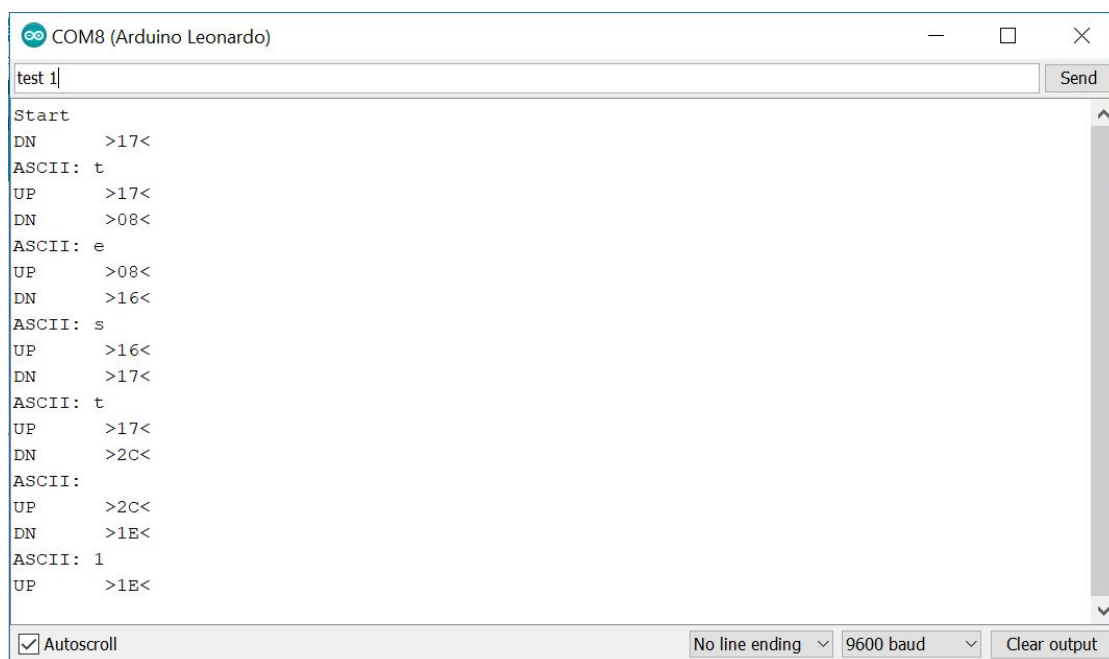 COM8 (Arduino Leonardo)
test 1
Send
Start
DN >17<
ASCII: t
UP >17<
DN >08<
ASCII: e
UP >08<
DN >16<
ASCII: s
UP >16<
DN >17<
ASCII: t
UP >17<
DN >2C<
ASCII:
UP >2C<
DN >1E<
ASCII: 1
UP >1E<
Autoscroll
No line ending
9600 baud
Clear output